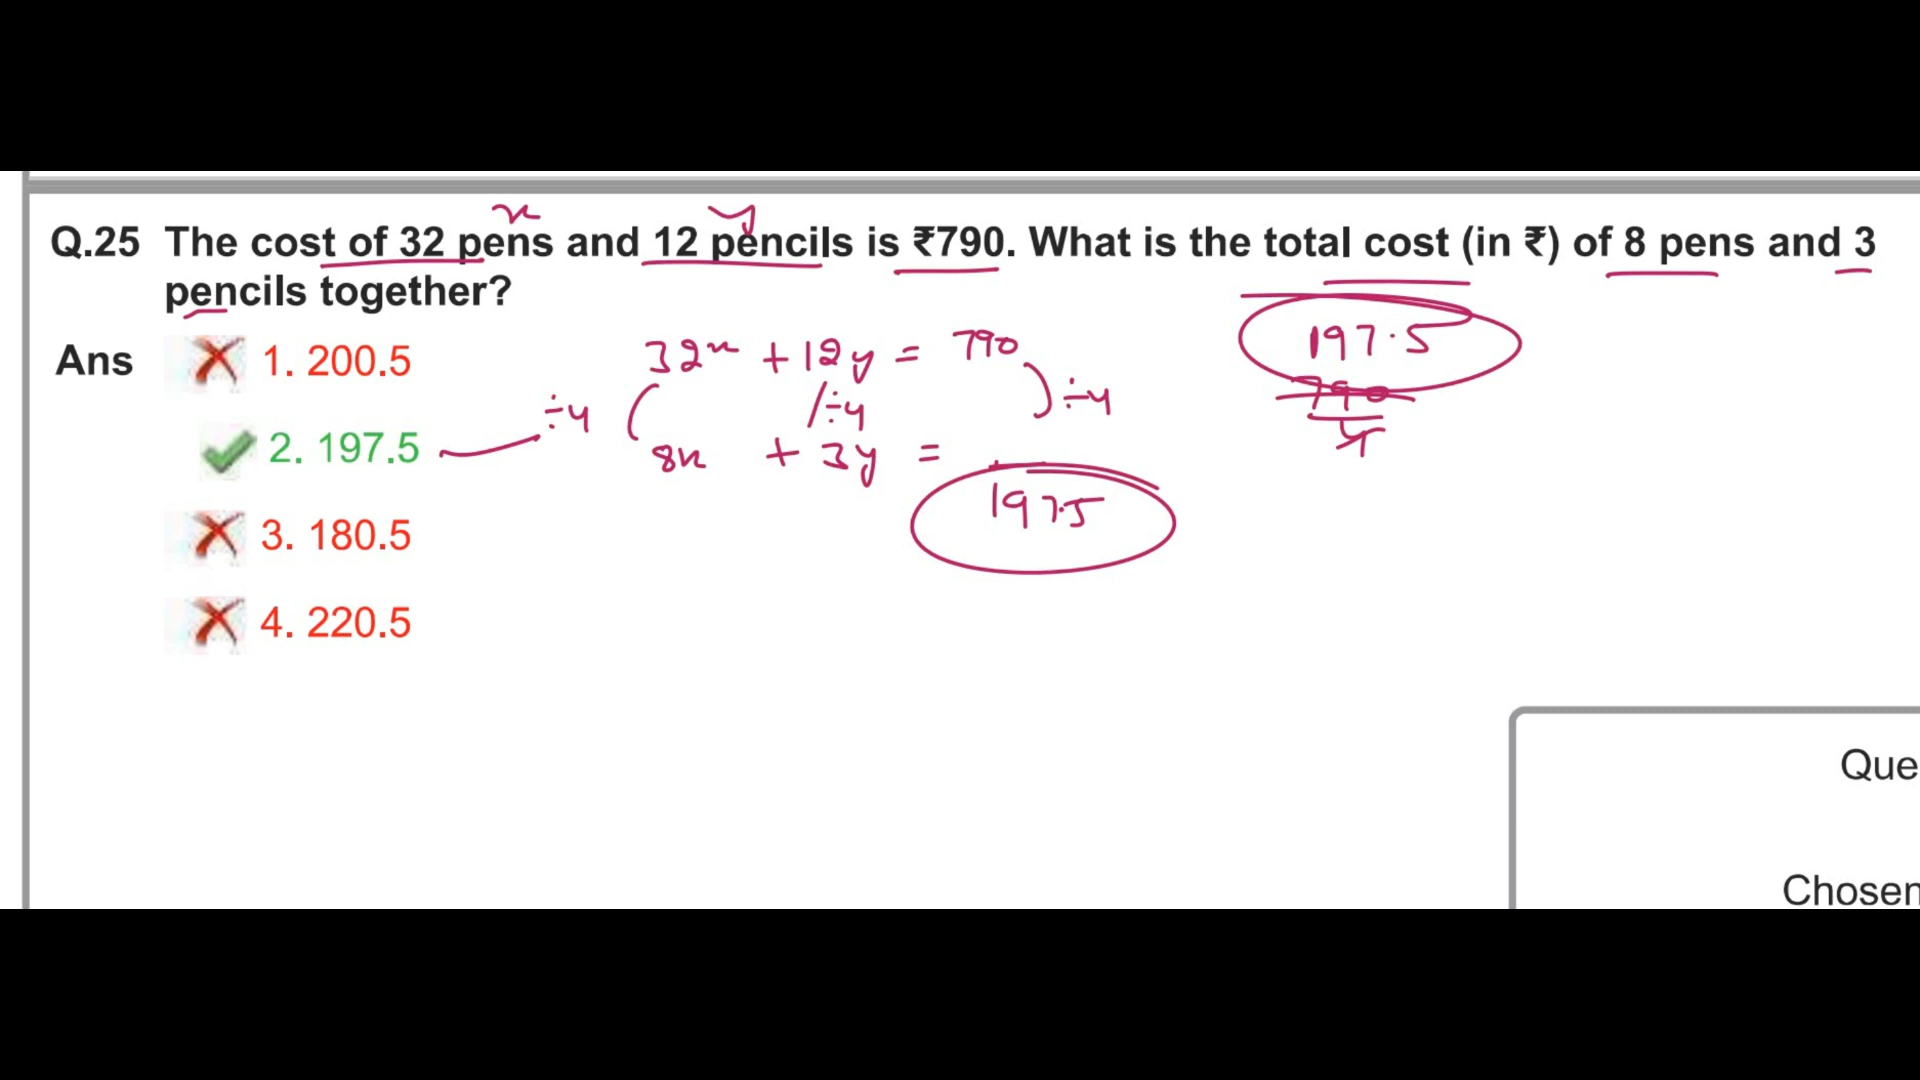 x y
Q.25 The cost of 32 pens and 12 pencils is ₹790. What is the total cost (in ₹) of 8 pens and 3
pencils together?
Ans 1. 200.5
2. 197.5
3. 180.5
4. 220.5
32x + 12y = 790
÷4 ( /÷4 ) ÷4
8x + 3y =
197.5
197.5
790
4
Que
Chosen